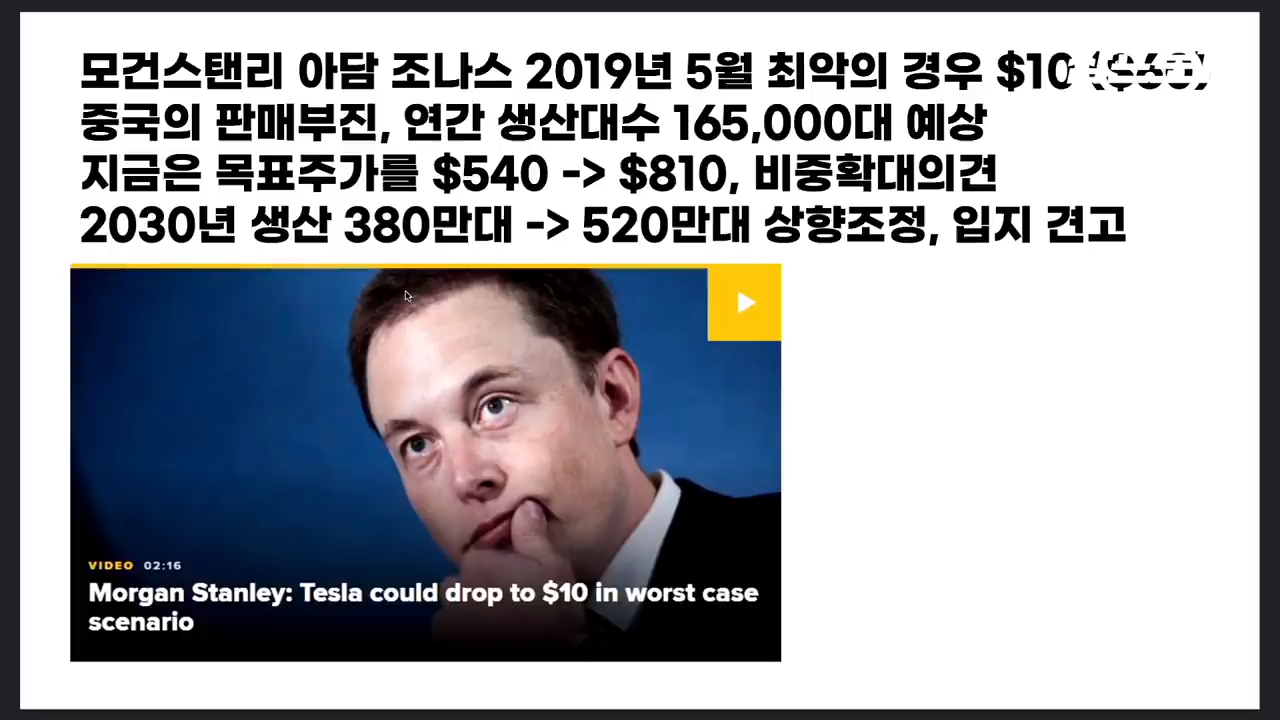 모건스탠리 아담 조나스 2019년 5월 최악의 경우 $10
중국의 판매부진, 연간 생산대수 165,000대 예상
지금은 목표주가를 $540 -> $810, 비중확대의견
2030년 생산 380만대 -> 520만대 상향조정, 입지 견고
VIDEO 02:16
Morgan Stanley: Tesla could drop to $10 in worst case
scenario